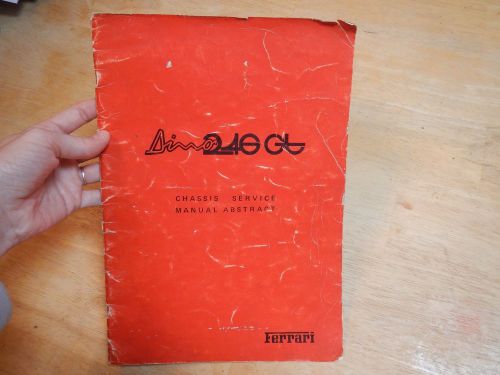 Dino 246 GT
CHASSIS SERVICE
MANUAL ABSTRACT
Ferrari